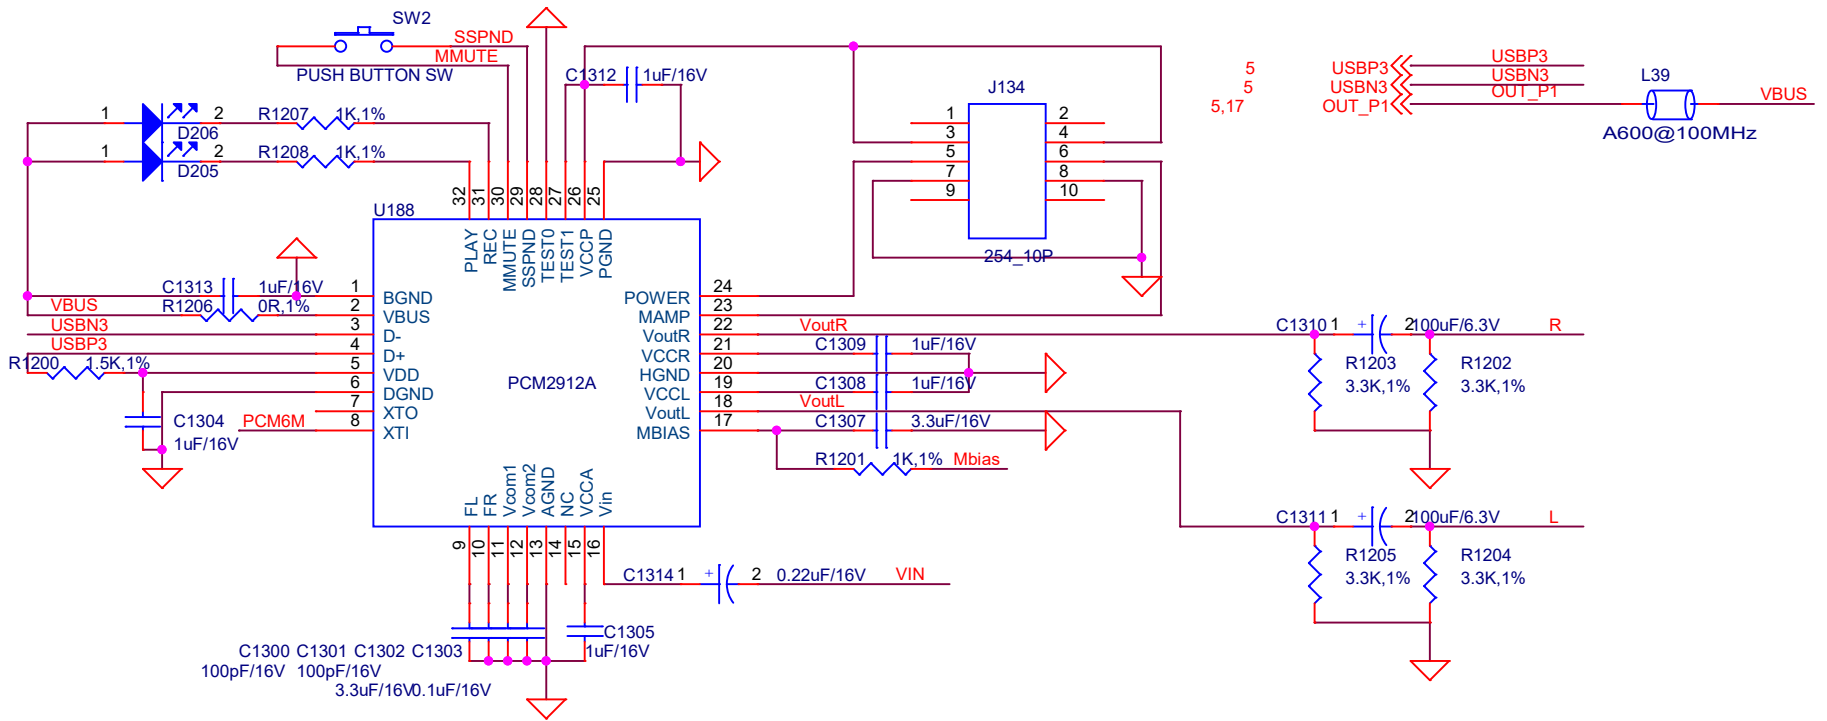 SW2
SSPND
MMUTE
PUSH BUTTON SW
C1312
1uF/16V
1
2
R1207
1K,1%
D206
1
2
R1208
1K,1%
D205
J134
1
2
3
4
5
6
7
8
9
10
254_10P
5
USBP3
USBP3
5
USBN3
USBN3
5,17
OUT_P1
OUT_P1
L39
VBUS
A600@100MHz
U188
32
31
30
29
28
27
26
25
PLAY
REC
MMUTE
SSPND
TEST0
TEST1
VCCP
PGND
C1313
1uF/16V
1
BGND
VBUS
R1206
0R,1%
2
VBUS
USBN3
3
D-
USBP3
4
D+
R1200
1.5K,1%
5
VDD
6
DGND
7
XTO
PCM6M
8
XTI
C1304
1uF/16V
PCM2912A
POWER
24
MAMP
23
VoutR
22
VoutR
VCCR
21
C1309
1uF/16V
HGND
20
VCCL
19
C1308
1uF/16V
VoutL
18
VoutL
MBIAS
17
C1307
3.3uF/16V
R1201
1K,1%
Mbias
C1310
1
+
2
100uF/6.3V
R
R1203
3.3K,1%
R1202
3.3K,1%
C1311
1
+
2
100uF/6.3V
L
R1205
3.3K,1%
R1204
3.3K,1%
FL
FR
Vcom1
Vcom2
AGND
NC
VCCA
Vin
9
10
11
12
13
14
15
16
C1314
1
+
2
0.22uF/16V
VIN
C1305
1uF/16V
C1300 C1301 C1302 C1303
100pF/16V 100pF/16V
3.3uF/16V 0.1uF/16V